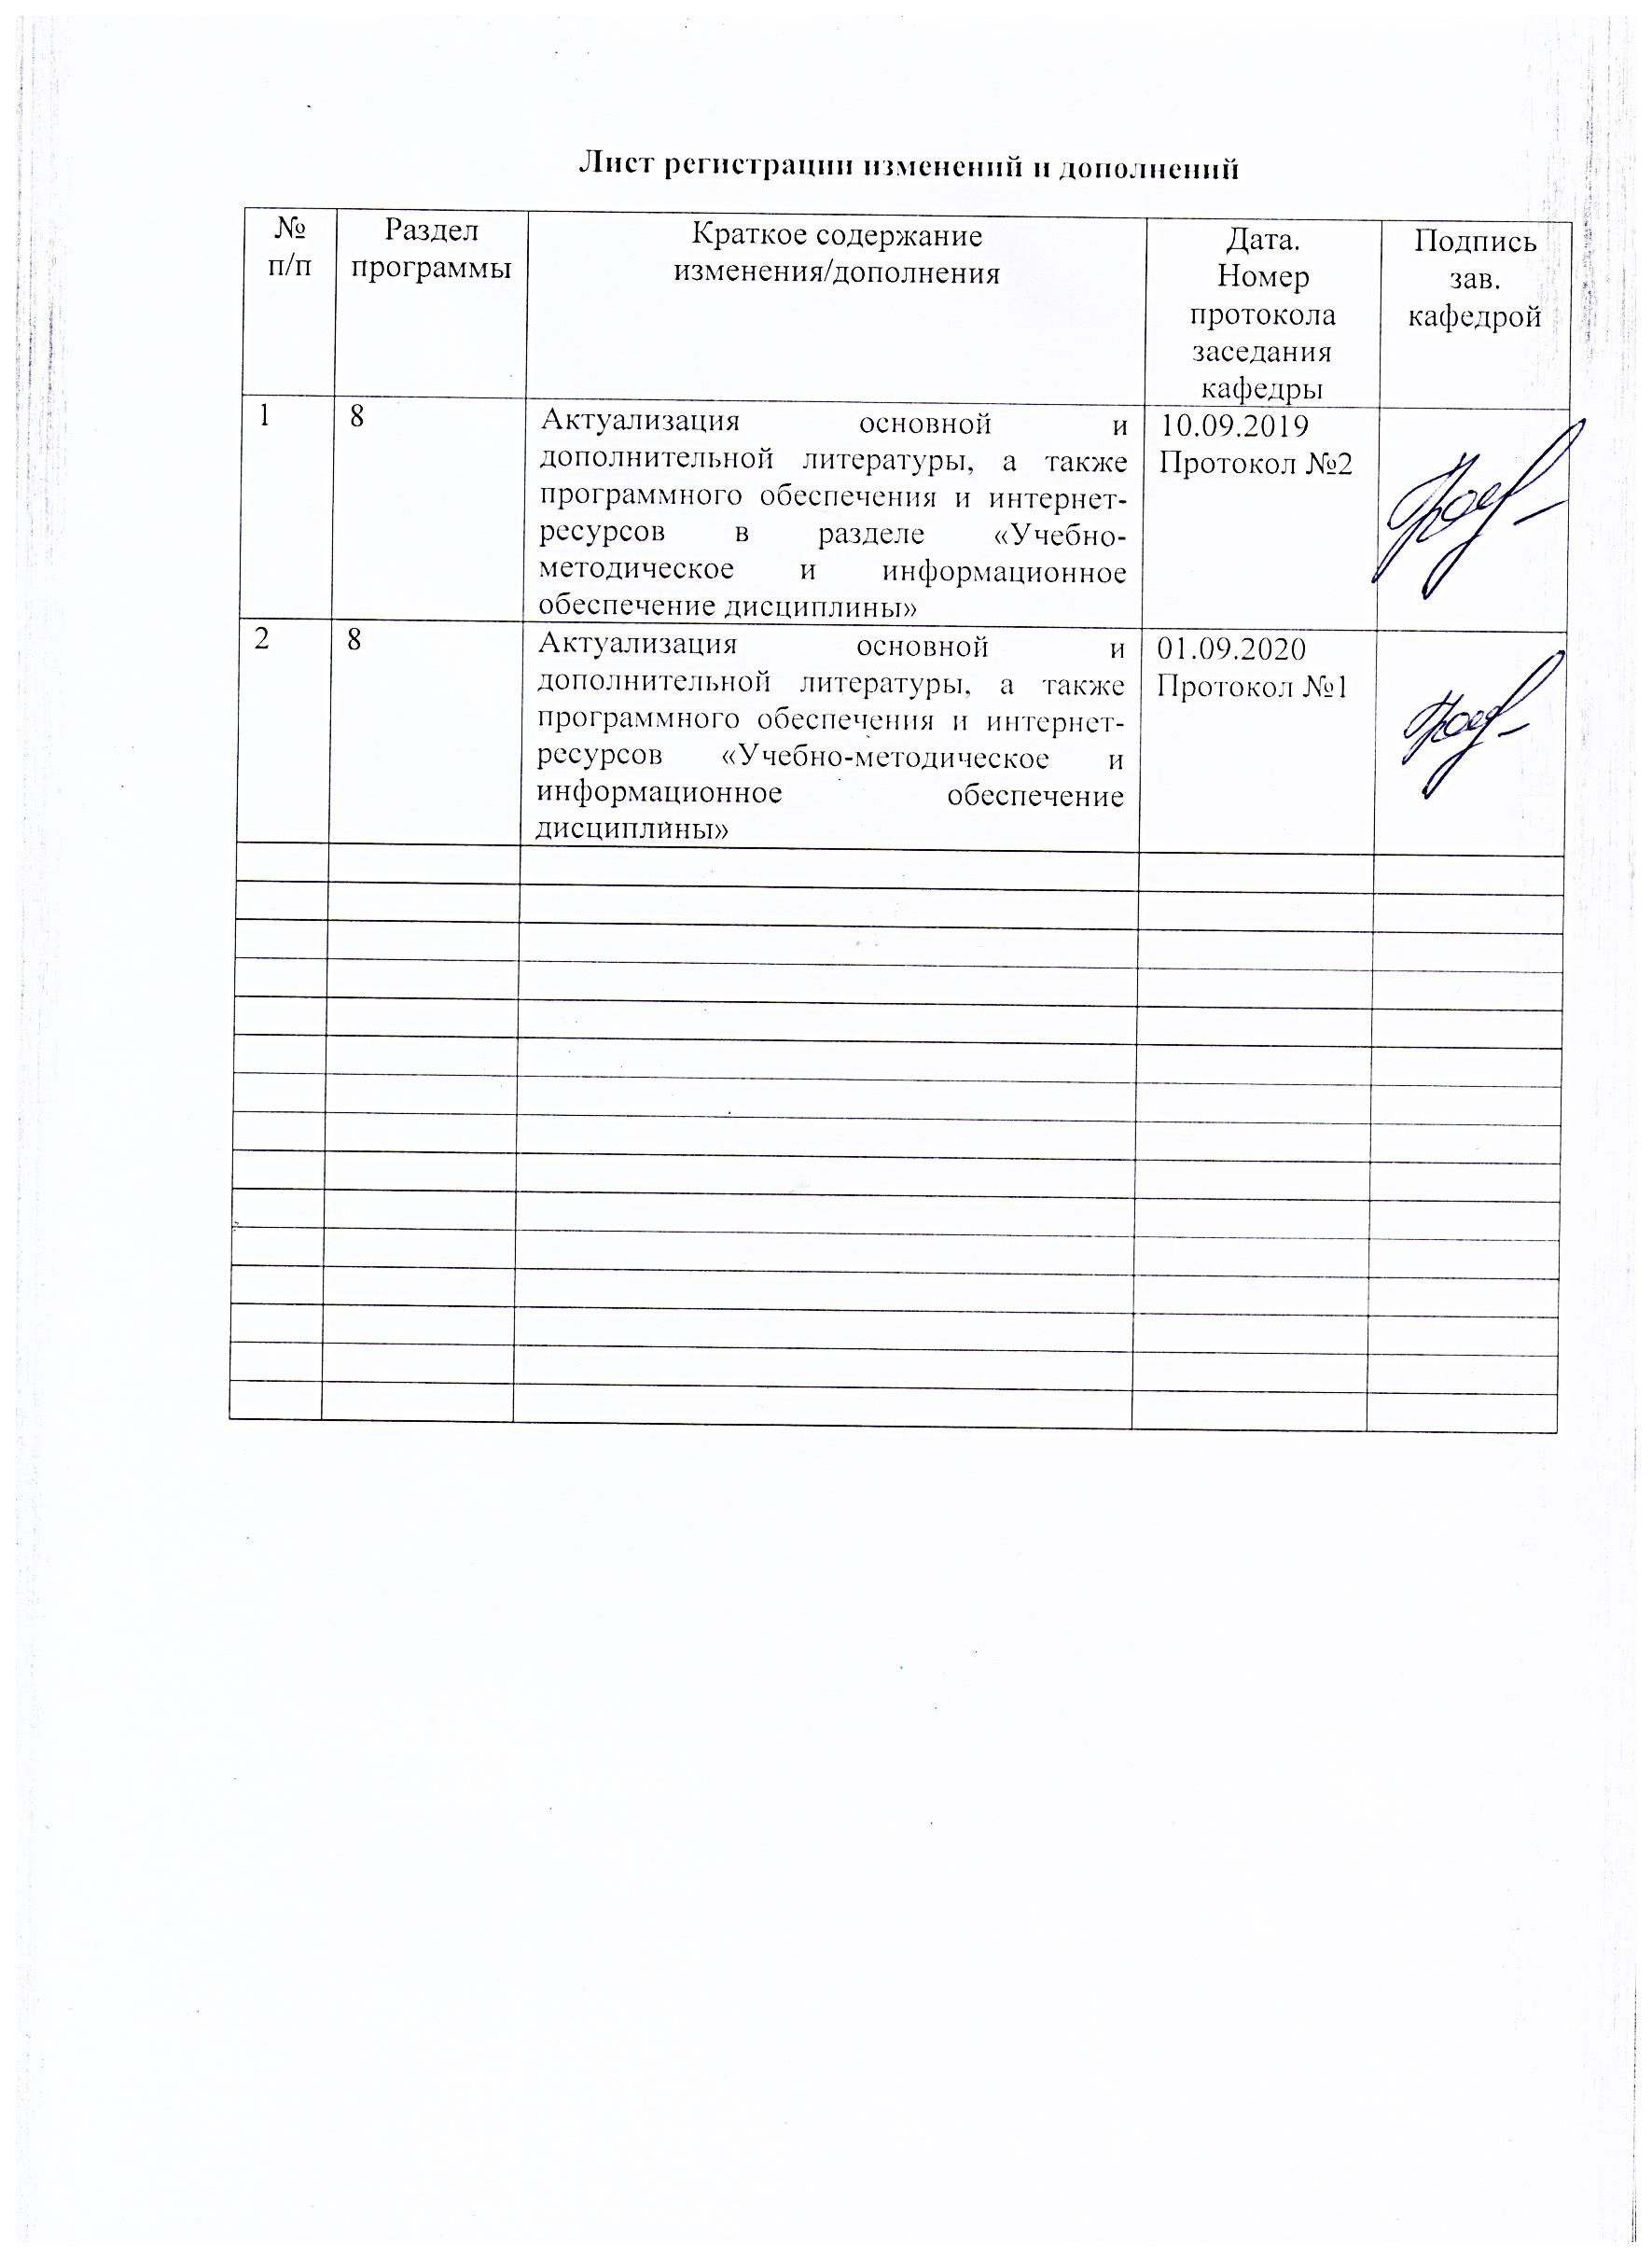 Лист регистрации изменений и дополнений
№
п/п
Раздел
программы
Краткое содержание
изменения/дополнения
Дата.
Номер
протокола
заседания
кафедры
Подпись
зав.
кафедрой
1
8
Актуализация основной и
дополнительной литературы, а также
программного обеспечения и интернет-
ресурсов в разделе «Учебно-
методическое и информационное
обеспечение дисциплины»
10.09.2019
Протокол №2
2
8
Актуализация основной и
дополнительной литературы, а также
программного обеспечения и интернет-
ресурсов «Учебно-методическое и
информационное обеспечение
дисциплины»
01.09.2020
Протокол №1